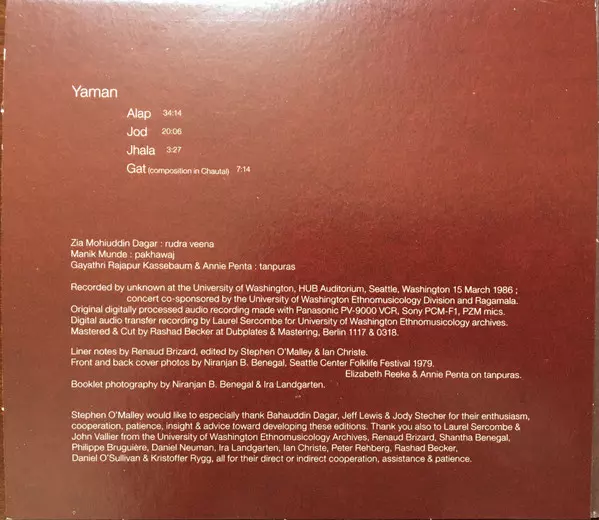 Yaman
Alap 34:14
Jod 20:06
Jhala 3:27
Gat (composition in Chautal) 7:14
Zia Mohiuddin Dagar : rudra veena
Manik Munde : pakhawaj
Gayathri Rajapur Kassebaum & Annie Penta : tanpuras
Recorded by unknown at the University of Washington, HUB Auditorium, Seattle, Washington 15 March 1986 ;
concert co-sponsored by the University of Washington Ethnomusicology Division and Ragamala.
Original digitally processed audio recording made with Panasonic PV-9000 VCR, Sony PCM-F1, PZM mics.
Digital audio transfer recording by Laurel Sercombe for University of Washington Ethnomusicology archives.
Mastered & Cut by Rashad Becker at Dubplates & Mastering, Berlin 1117 & 0318.
Liner notes by Renaud Brizard, edited by Stephen O'Malley & Ian Christe.
Front and back cover photos by Niranjan B. Benegal, Seattle Center Folklife Festival 1979.
Elizabeth Reeke & Annie Penta on tanpuras.
Booklet photography by Niranjan B. Benegal & Ira Landgarten.
Stephen O'Malley would like to especially thank Bahauddin Dagar, Jeff Lewis & Jody Stecher for their enthusiasm,
cooperation, patience, insight & advice toward developing these editions. Thank you also to Laurel Sercombe &
John Vallier from the University of Washington Ethnomusicology Archives, Renaud Brizard, Shantha Benegal,
Philippe Bruguière, Daniel Neuman, Ira Landgarten, Ian Christe, Peter Rehberg, Rashad Becker,
Daniel O'Sullivan & Kristoffer Rygg, all for their direct or indirect cooperation, assistance & patience.